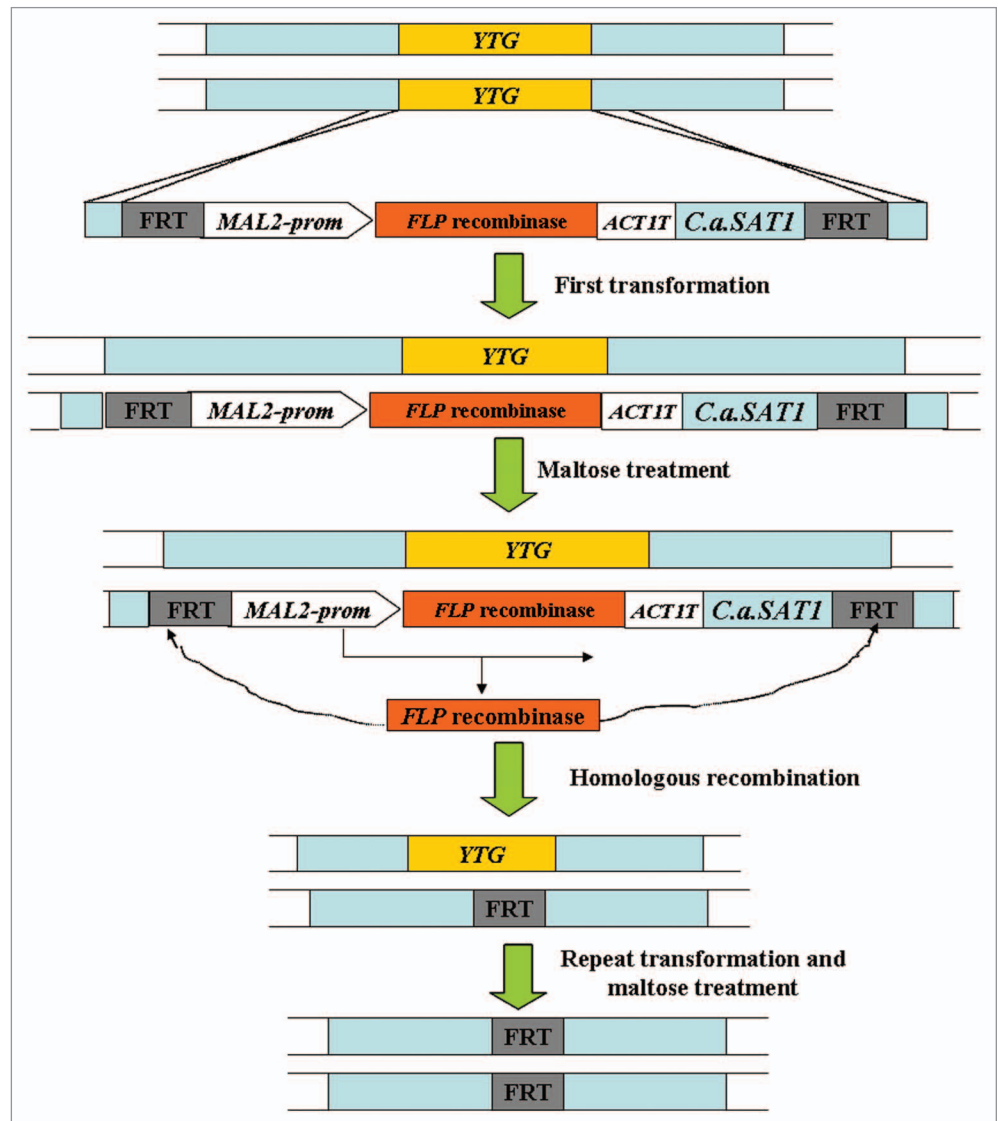 YTG
YTG
FRT MAL2-prom FLP recombinase ACT1T C.a.SAT1 FRT
First transformation
YTG
FRT MAL2-prom FLP recombinase ACT1T C.a.SAT1 FRT
Maltose treatment
YTG
FRT MAL2-prom FLP recombinase ACT1T C.a.SAT1 FRT
FLP recombinase
Homologous recombination
YTG
FRT
Repeat transformation and
maltose treatment
FRT
FRT